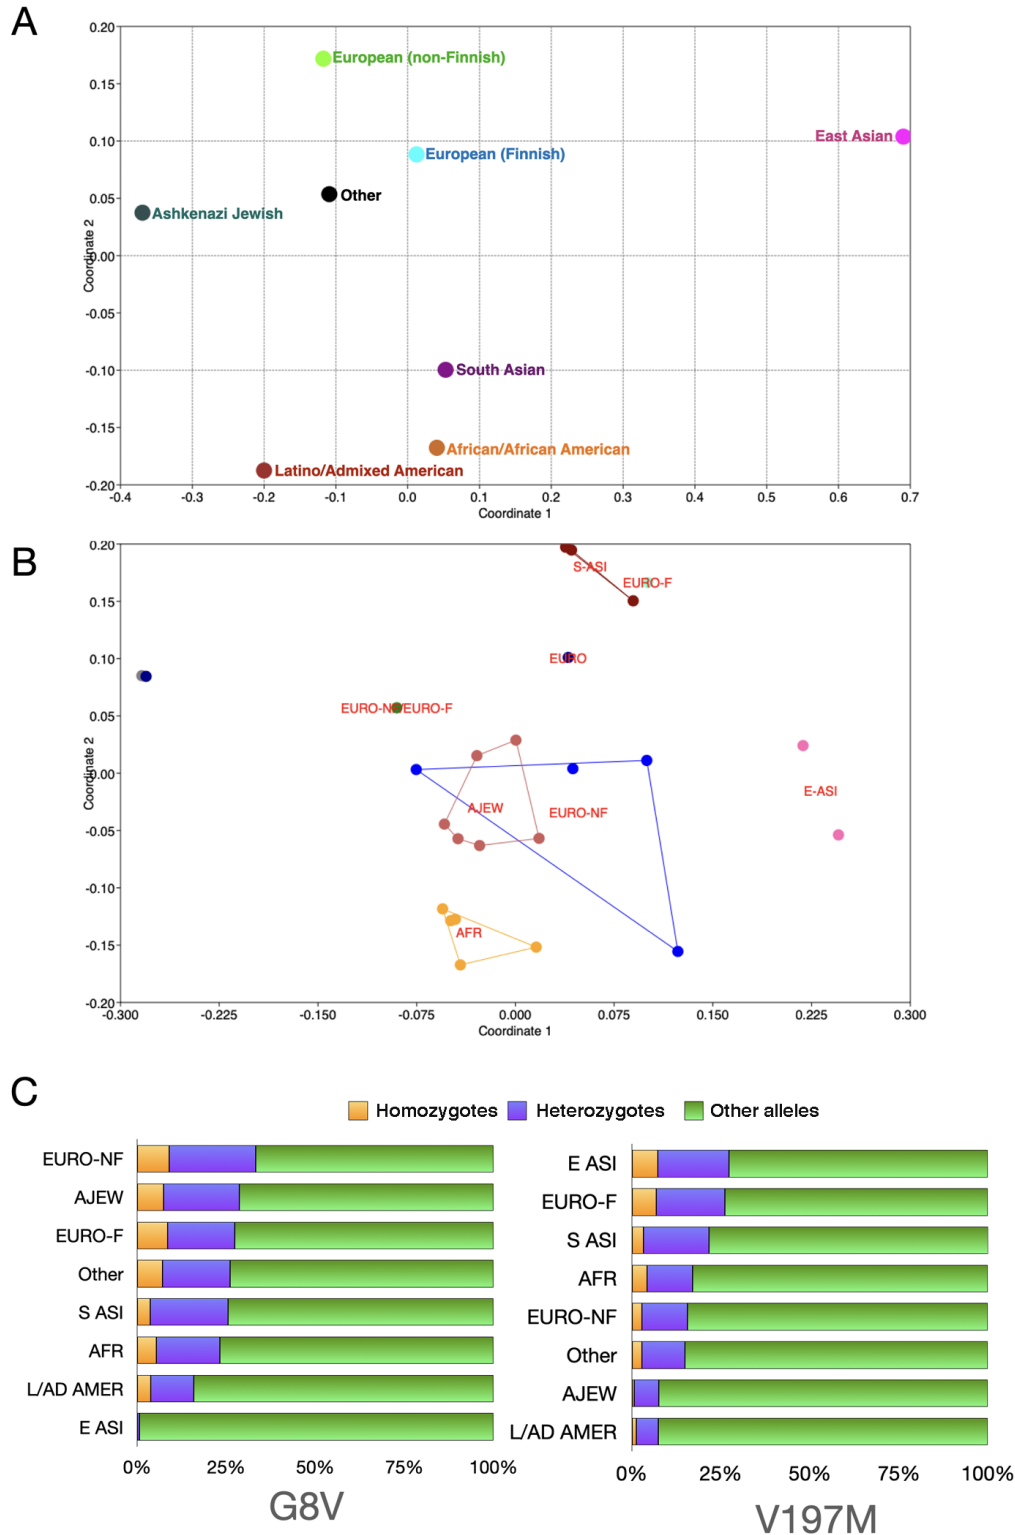 A
0.20
European (non-Finnish)
0.15
East Asian
0.10
European (Finnish)
0.05
Other
Ashkenazi Jewish
Coordinate 2
0.00
-0.05
-0.10
South Asian
-0.15
African/African American
Latino/Admixed American
-0.20
-0.4 -0.3 -0.2 -0.1 0.0 0.1 0.2 0.3 0.4 0.5 0.6 0.7
Coordinate 1
B
0.20
S-ASI
EURO-F
0.15
0.10
EURO
EURO-NF/EURO-F
0.05
Coordinate 2
0.00
E-ASI
AJEW
EURO-NF
-0.05
-0.10
AFR
-0.15
-0.20
-0.300 -0.225 -0.150 -0.075 0.000 0.075 0.150 0.225 0.300
Coordinate 1
C
Homozygotes Heterozygotes Other alleles
EURO-NF
AJEW
EURO-F
Other
S ASI
AFR
L/AD AMER
E ASI
0% 25% 50% 75% 100%
G8V
E ASI
EURO-F
S ASI
AFR
EURO-NF
Other
AJEW
L/AD AMER
0% 25% 50% 75% 100%
V197M